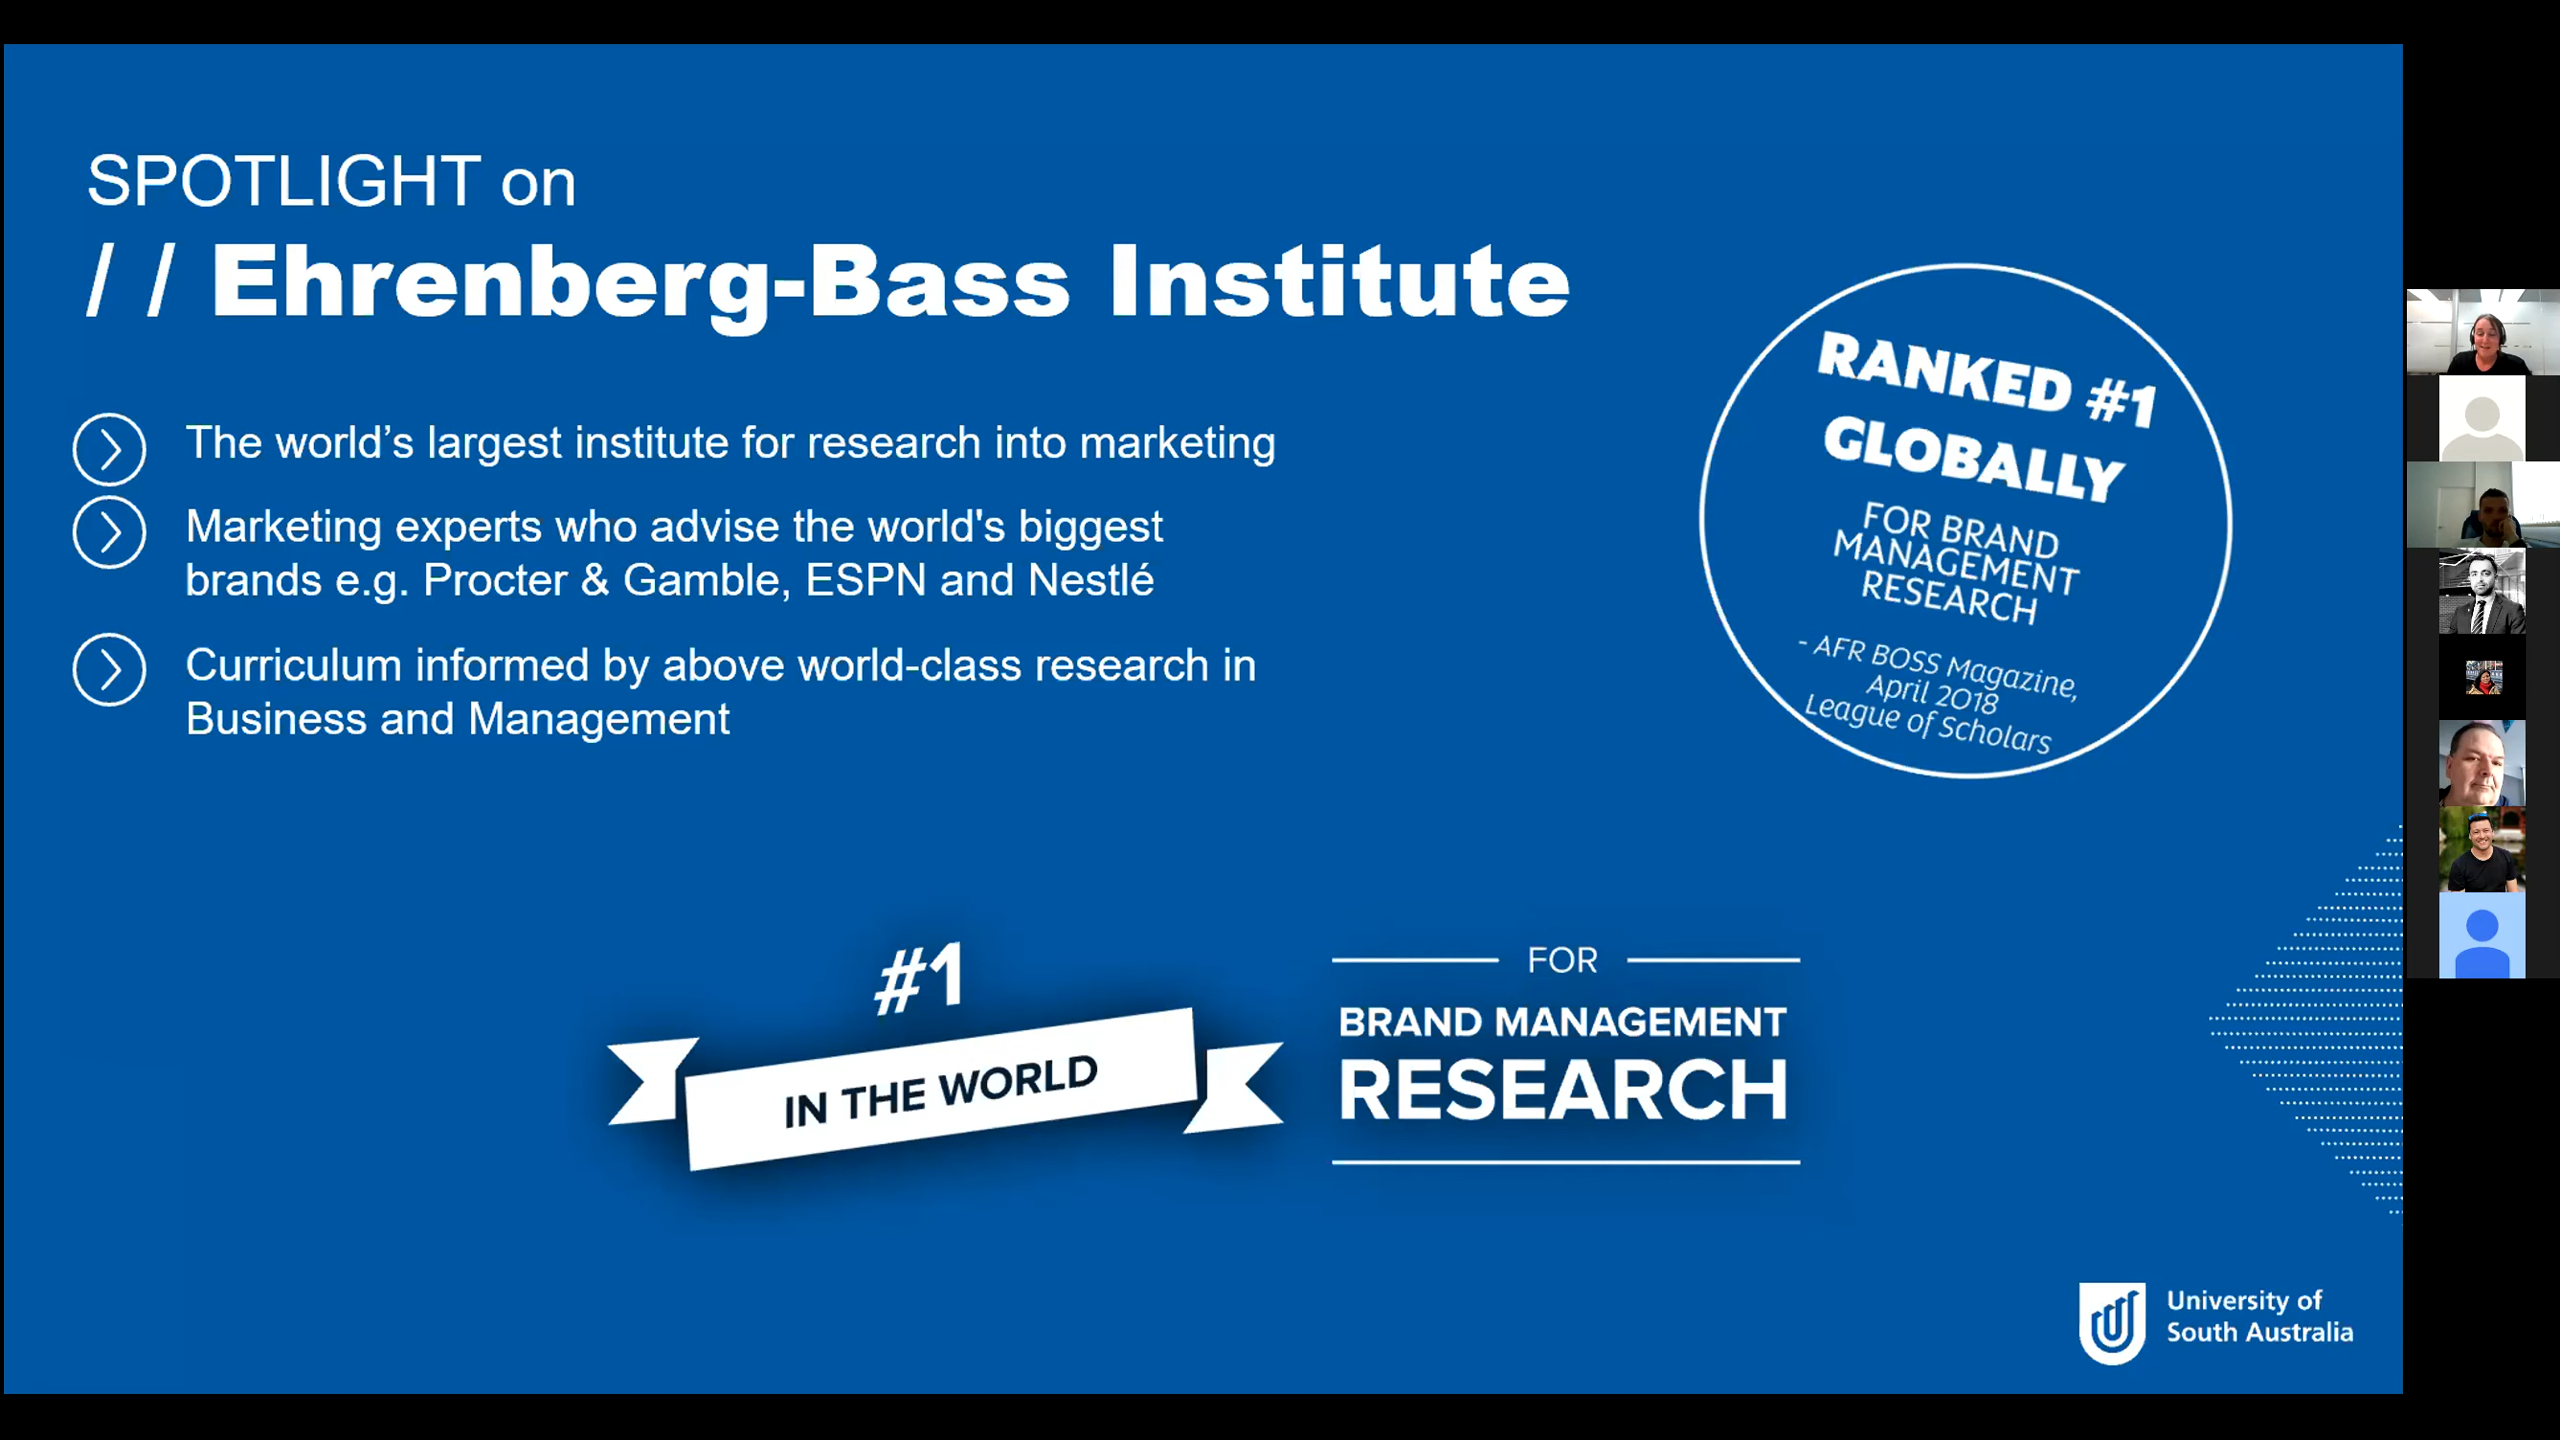 SPOTLIGHT on
/ / Ehrenberg-Bass Institute
The world’s largest institute for research into marketing
Marketing experts who advise the world's biggest
brands e.g. Procter & Gamble, ESPN and Nestlé
Curriculum informed by above world-class research in
Business and Management
RANKED #1
GLOBALLY
FOR BRAND
MANAGEMENT
RESEARCH
- AFR BOSS Magazine,
April 2018
League of Scholars
#1
IN THE WORLD
FOR
BRAND MANAGEMENT
RESEARCH
University of
South Australia